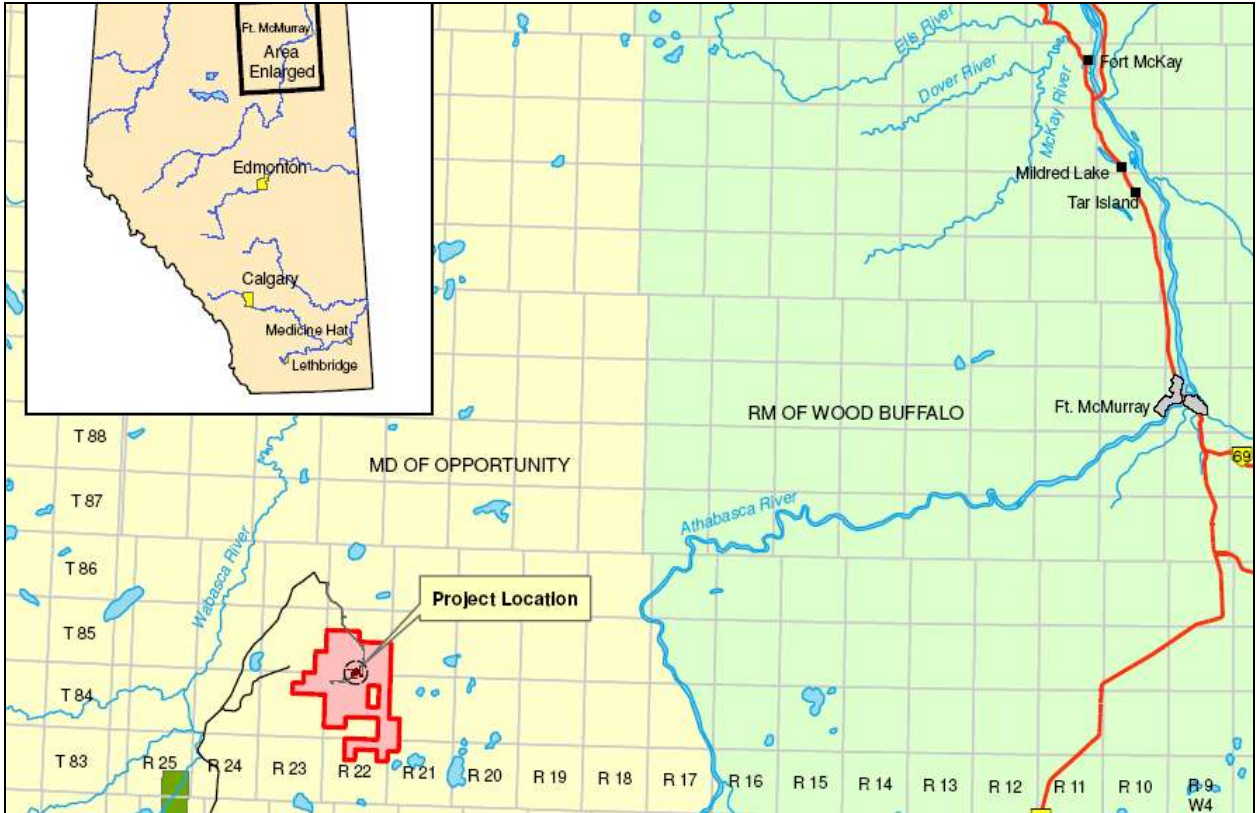 Ft. McMurray
Area
Enlarged
Edmonton
Calgary
Medicine Hat
Lethbridge
Ells River
Dover River
McKay River
Fort McKay
Mildred Lake
Tar Island
Ft. McMurray
RM OF WOOD BUFFALO
MD OF OPPORTUNITY
69
Athabasca River
Wabasca River
Project Location
T 88
T 87
T 86
T 85
T 84
T 83
R 25
R 24
R 23
R 22
R 21
R 20
R 19
R 18
R 17
R 16
R 15
R 14
R 13
R 12
R 11
R 10
R 9
W4